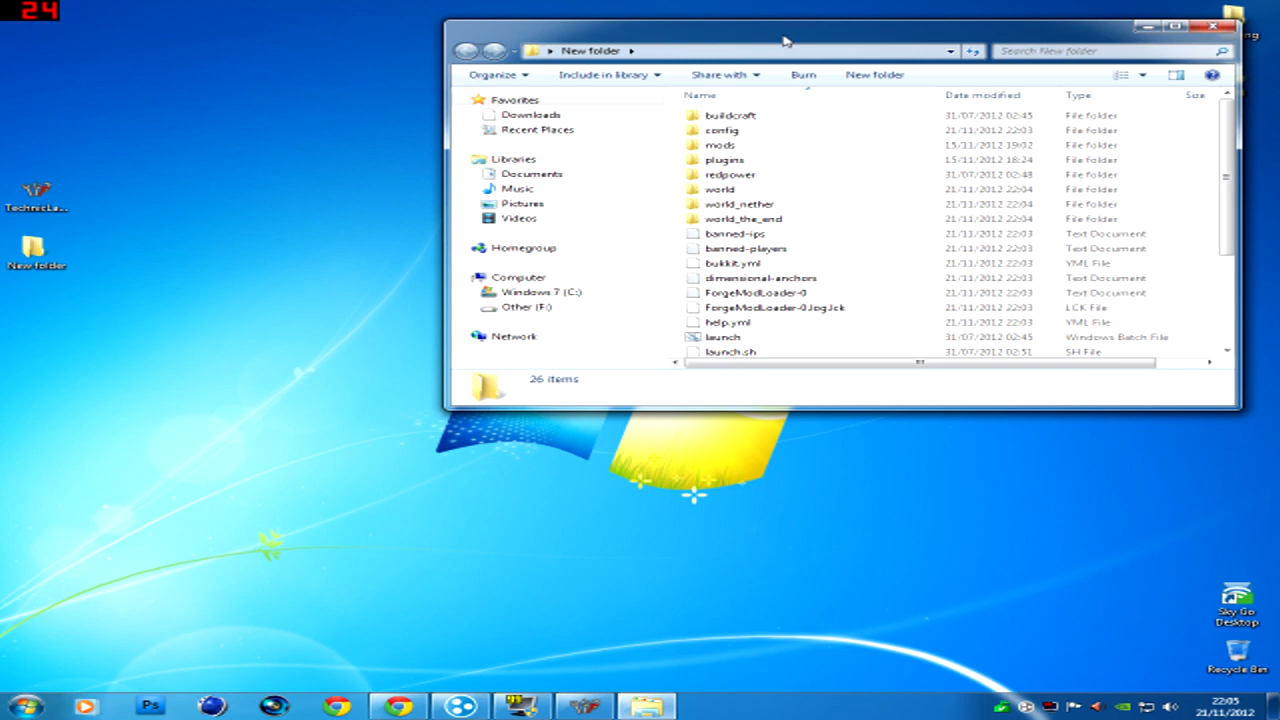 24
New folder
Search New folder
Organize Include in library Share with Burn New folder
Name Date modified Type Size
Favorites
Downloads
Recent Places
Libraries
Documents
Music
Pictures
Videos
Homegroup
Computer
Windows 7 (C:)
Other (F:)
Network
buildcraft 31/07/2012 02:45 File folder
config 21/11/2012 22:03 File folder
mods 15/11/2012 19:02 File folder
plugins 15/11/2012 18:24 File folder
redpower 31/07/2012 02:48 File folder
world 21/11/2012 22:04 File folder
world_nether 21/11/2012 22:04 File folder
world_the_end 21/11/2012 22:04 File folder
banned-ips 21/11/2012 22:03 Text Document
banned-players 21/11/2012 22:03 Text Document
bukkit.yml 21/11/2012 22:03 YML File
dimensional-anchors 21/11/2012 22:03 Text Document
ForgeModLoader-0 21/11/2012 22:03 Text Document
ForgeModLoader-0.log.lck 21/11/2012 22:03 LCK File
help.yml 21/11/2012 22:03 YML File
launch 31/07/2012 02:45 Windows Batch File
launch.sh 31/07/2012 02:51 SH File
26 items
TechnicLa...
New folder
Sky Go
Desktop
Recycle Bin
Ps
22:05
21/11/2012